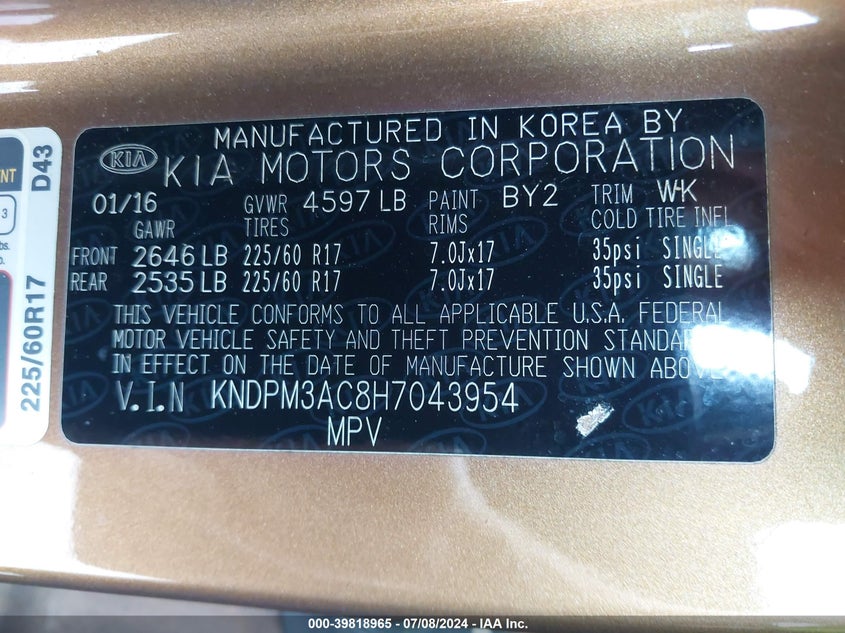 MANUFACTURED IN KOREA BY
KIA KIA MOTORS CORPORATION
01/16 GVWR 4597 LB PAINT BY2 TRIM WK
GAWR TIRES RIMS COLD TIRE INFL
FRONT 2646 LB 225/60 R17 7.0Jx17 35psi SINGLE
REAR 2535 LB 225/60 R17 7.0Jx17 35psi SINGLE
THIS VEHICLE CONFORMS TO ALL APPLICABLE U.S.A. FEDERAL
MOTOR VEHICLE SAFETY AND THEFT PREVENTION STANDARDS
IN EFFECT ON THE DATE OF MANUFACTURE SHOWN ABOVE
V.I.N KNDPM3AC8H7043954
MPV
225/60R17 D43
3
000-39818965 - 07/08/2024 - IAA Inc.